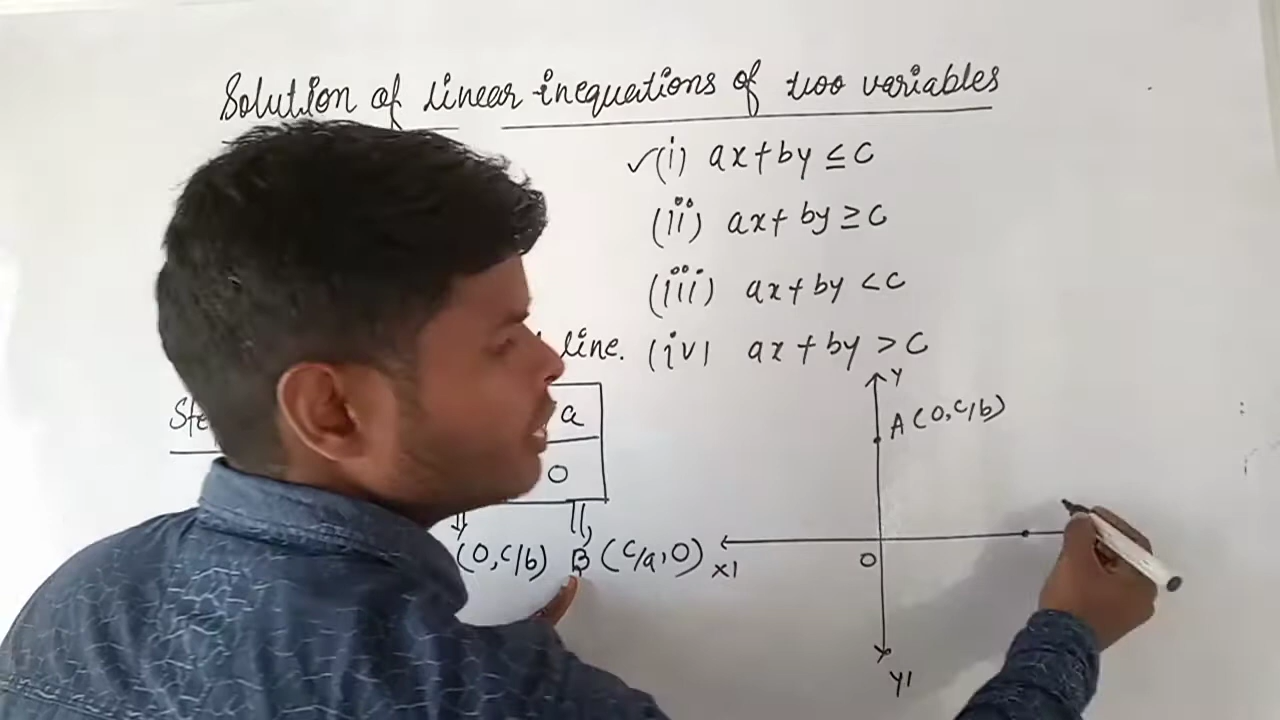 Solution of linear inequations of two variables
✓(i) ax+by ≤ c
(ii) ax+ by ≥ c
(iii) ax+by < c
line. (iv) ax + by > c
Y
A (0, c/b)
0
(0, c/b) B (c/a, 0)
X1
O
Y1